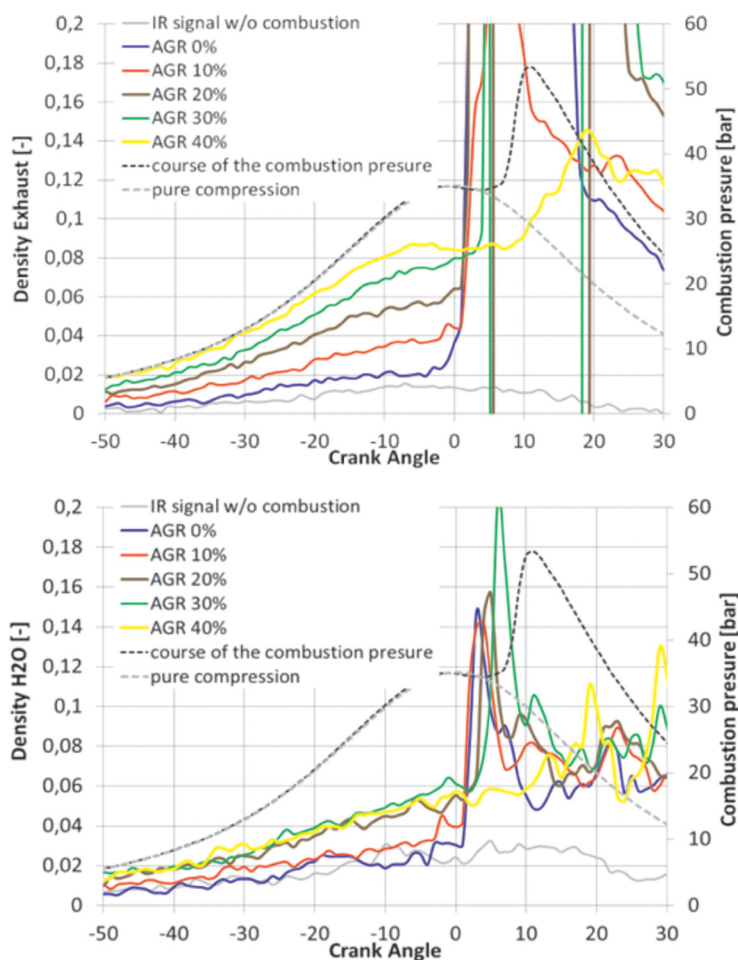 0,2
0,18
0,16
0,14
0,12
0,1
0,08
0,06
0,04
0,02
0
Density Exhaust [-]
IR signal w/o combustion
AGR 0%
AGR 10%
AGR 20%
AGR 30%
AGR 40%
course of the combustion presure
pure compression
60
50
40
30
20
10
0
Combustion presure [bar]
-50 -40 -30 -20 -10 0 10 20 30
Crank Angle
0,2
0,18
0,16
0,14
0,12
0,1
0,08
0,06
0,04
0,02
0
Density H2O [-]
IR signal w/o combustion
AGR 0%
AGR 10%
AGR 20%
AGR 30%
AGR 40%
course of the combustion presure
pure compression
60
50
40
30
20
10
0
Combustion presure [bar]
-50 -40 -30 -20 -10 0 10 20 30
Crank Angle